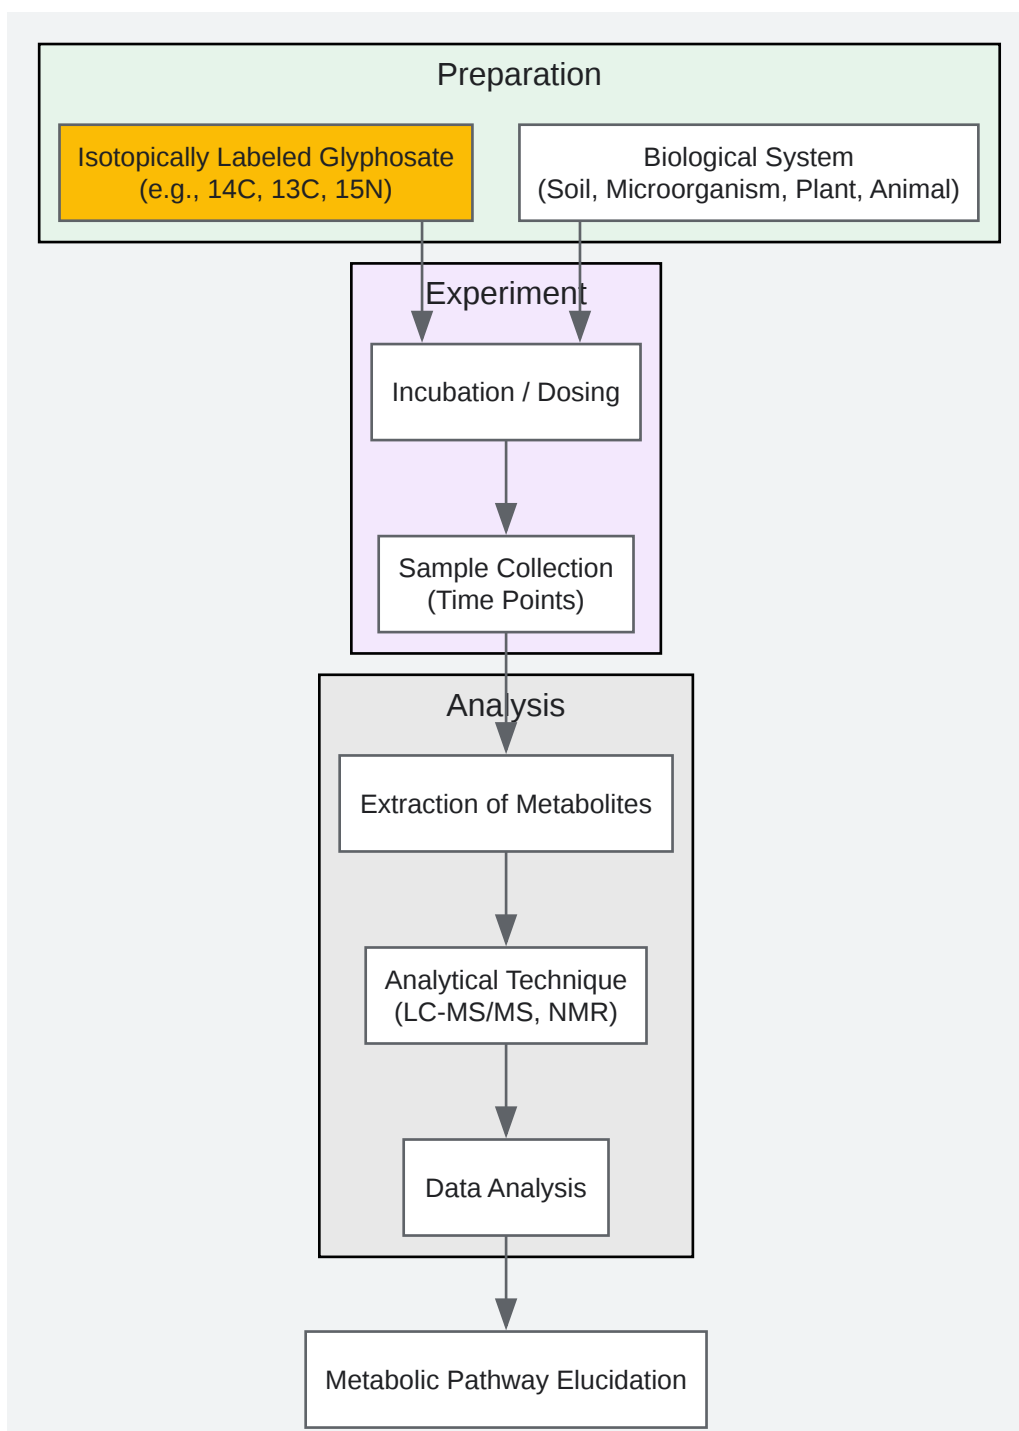 Preparation
Isotopically Labeled Glyphosate
(e.g., 14C, 13C, 15N)
Biological System
(Soil, Microorganism, Plant, Animal)
Experiment
Incubation / Dosing
Sample Collection
(Time Points)
Analysis
Extraction of Metabolites
Analytical Technique
(LC-MS/MS, NMR)
Data Analysis
Metabolic Pathway Elucidation